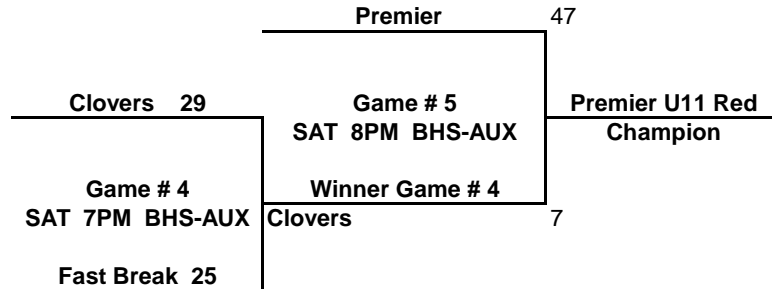 Premier 47
Clovers 29
Game # 5
Premier U11 Red
SAT 8PM BHS-AUX
Champion
Game # 4
Winner Game # 4
SAT 7PM BHS-AUX
Clovers 7
Fast Break 25